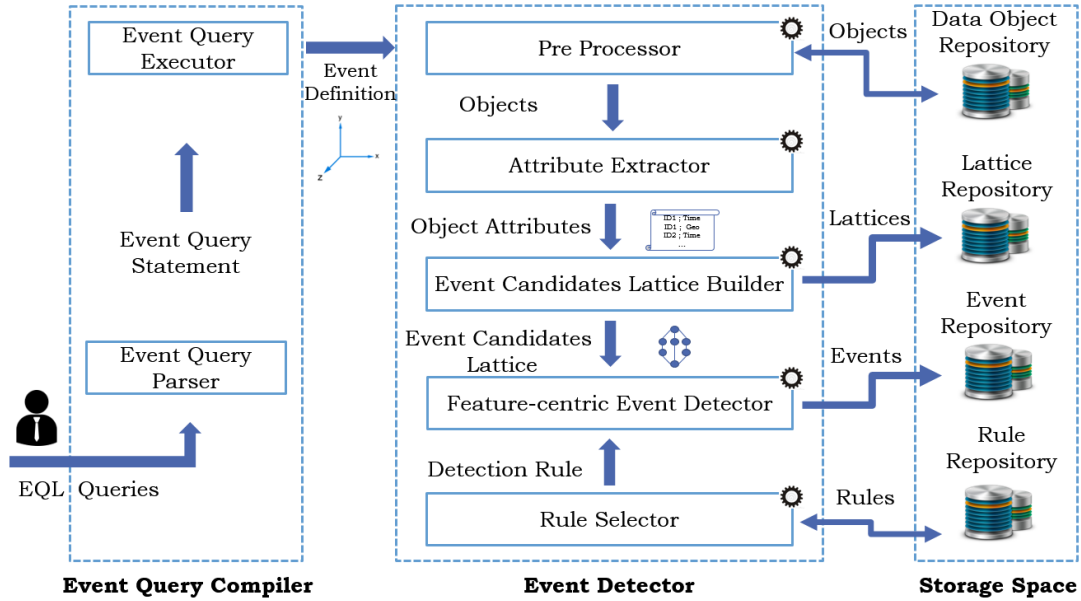 Event Query
Executor
Event Query
Statement
Event Query
Parser
EQL Queries
Event Query Compiler
Event
Definition
y
x
z
Pre Processor
Objects
Attribute Extractor
Object Attributes
ID1 ; Time
ID1 ; Geo
ID2 ; Time
...
Event Candidates Lattice Builder
Event Candidates
Lattice
Feature-centric Event Detector
Detection Rule
Rule Selector
Event Detector
Objects
Lattices
Events
Rules
Data Object
Repository
Lattice
Repository
Event
Repository
Rule
Repository
Storage Space